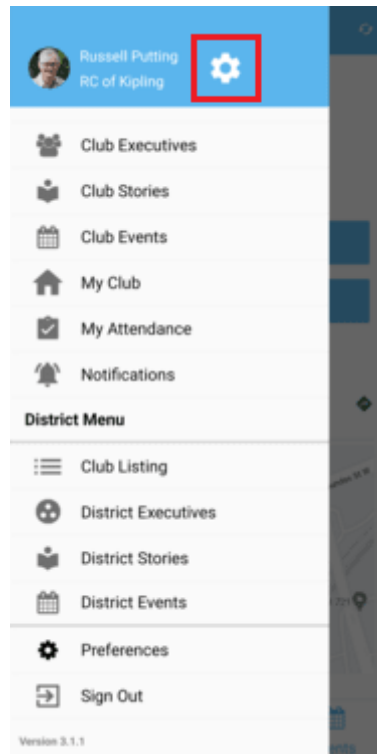 Russell Putting
RC of Kipling
Club Executives
Club Stories
Club Events
My Club
My Attendance
Notifications
District Menu
Club Listing
District Executives
District Stories
District Events
Preferences
Sign Out
Version 3.1.1